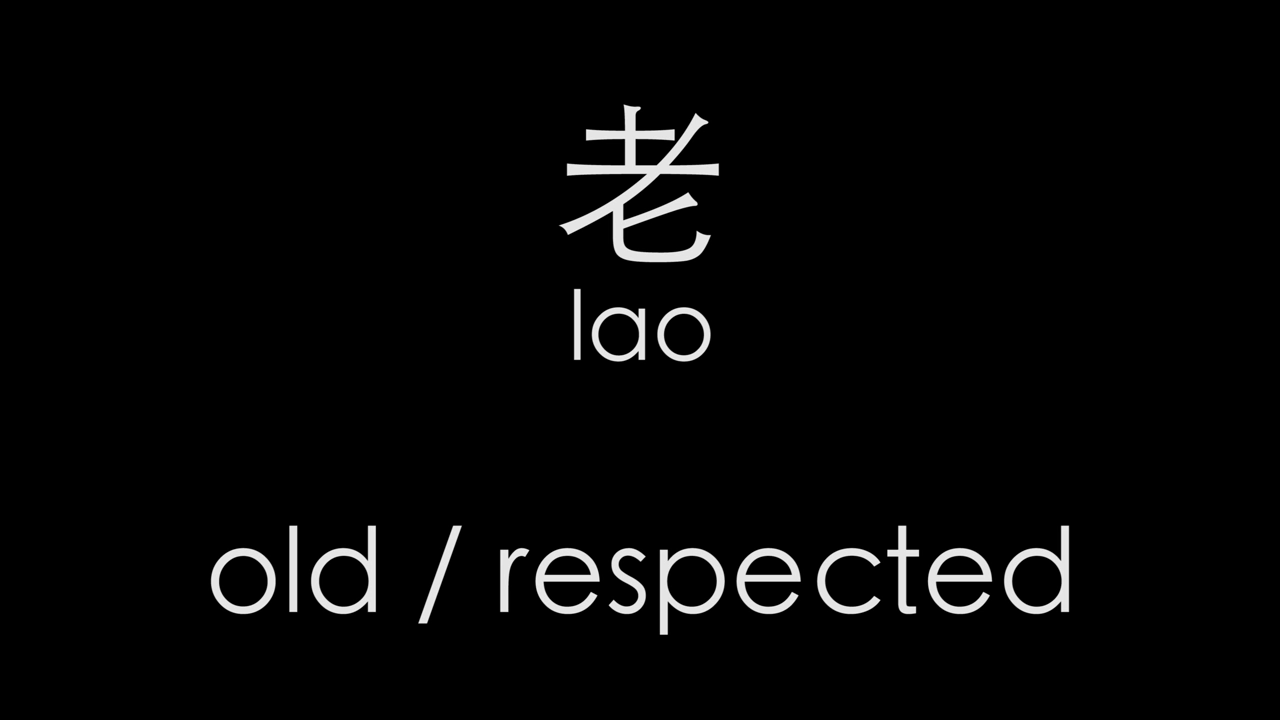 老
lao
old / respected